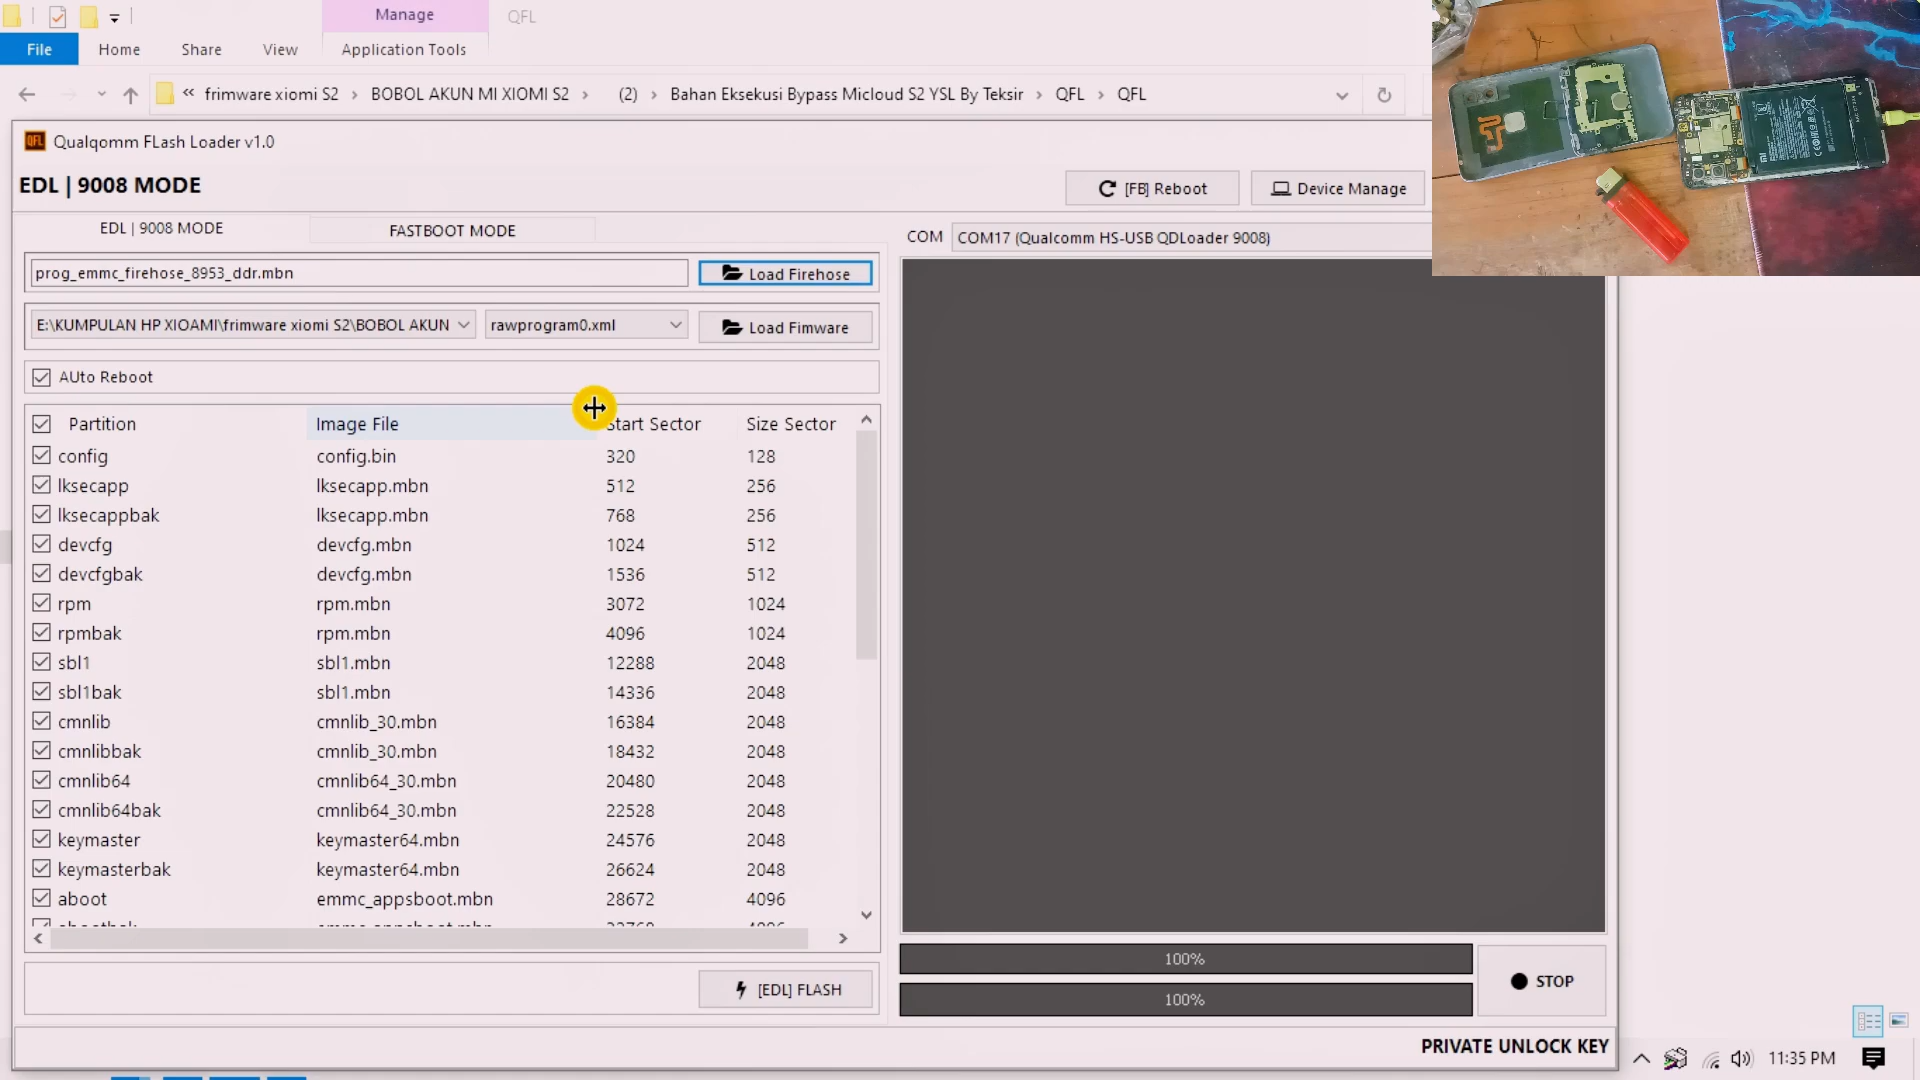 Manage
QFL
File
Home
Share
View
Application Tools
frimware xiomi S2 › BOBOL AKUN MI XIOMI S2 › (2) › Bahan Eksekusi Bypass Micloud S2 YSL By Teksir › QFL › QFL
QFL Qualqomm FLash Loader v1.0
EDL | 9008 MODE
[FB] Reboot
Device Manage
EDL | 9008 MODE
FASTBOOT MODE
COM
COM17 (Qualcomm HS-USB QDLoader 9008)
prog_emmc_firehose_8953_ddr.mbn
Load Firehose
E:\KUMPULAN HP XIOAMI\frimware xiomi S2\BOBOL AKUN
rawprogram0.xml
Load Fimware
AUto Reboot
Partition Image File Start Sector Size Sector
config config.bin 320 128
lksecapp lksecapp.mbn 512 256
lksecappbak lksecapp.mbn 768 256
devcfg devcfg.mbn 1024 512
devcfgbak devcfg.mbn 1536 512
rpm rpm.mbn 3072 1024
rpmbak rpm.mbn 4096 1024
sbl1 sbl1.mbn 12288 2048
sbl1bak sbl1.mbn 14336 2048
cmnlib cmnlib_30.mbn 16384 2048
cmnlibbak cmnlib_30.mbn 18432 2048
cmnlib64 cmnlib64_30.mbn 20480 2048
cmnlib64bak cmnlib64_30.mbn 22528 2048
keymaster keymaster64.mbn 24576 2048
keymasterbak keymaster64.mbn 26624 2048
aboot emmc_appsboot.mbn 28672 4096
[EDL] FLASH
100%
100%
STOP
PRIVATE UNLOCK KEY
11:35 PM